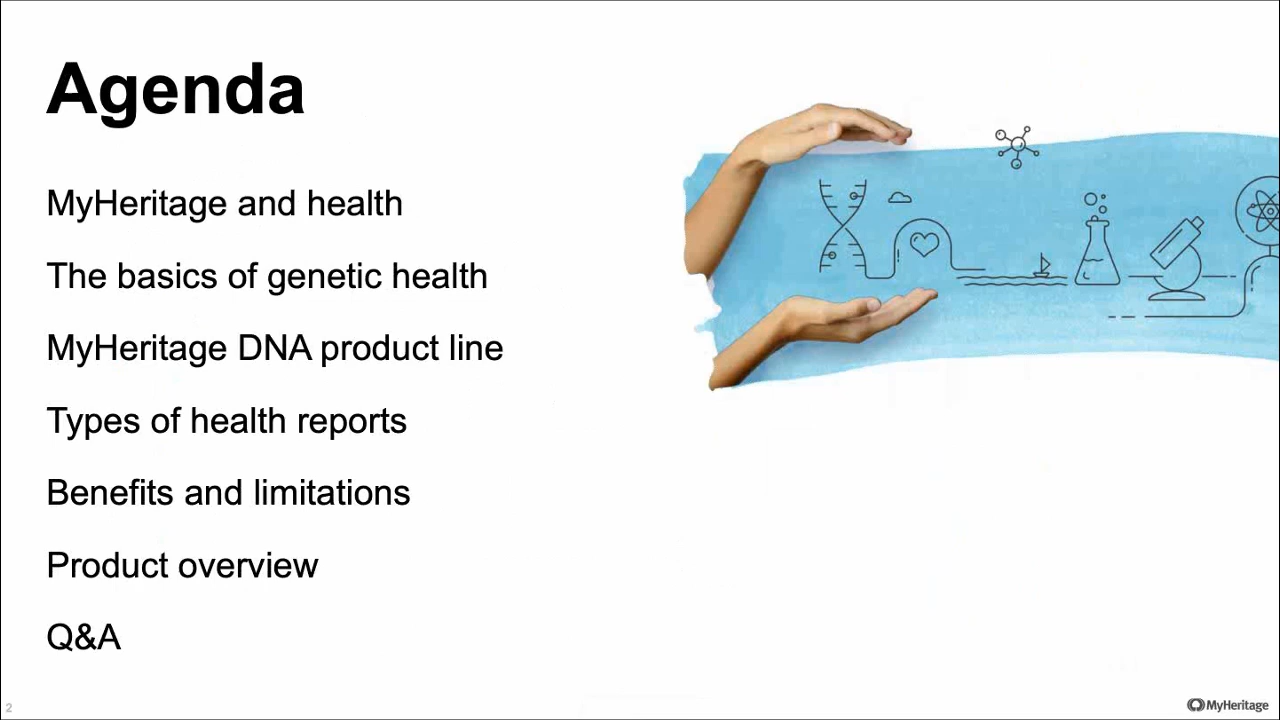 Agenda
MyHeritage and health
The basics of genetic health
MyHeritage DNA product line
Types of health reports
Benefits and limitations
Product overview
Q&A
2
MyHeritage